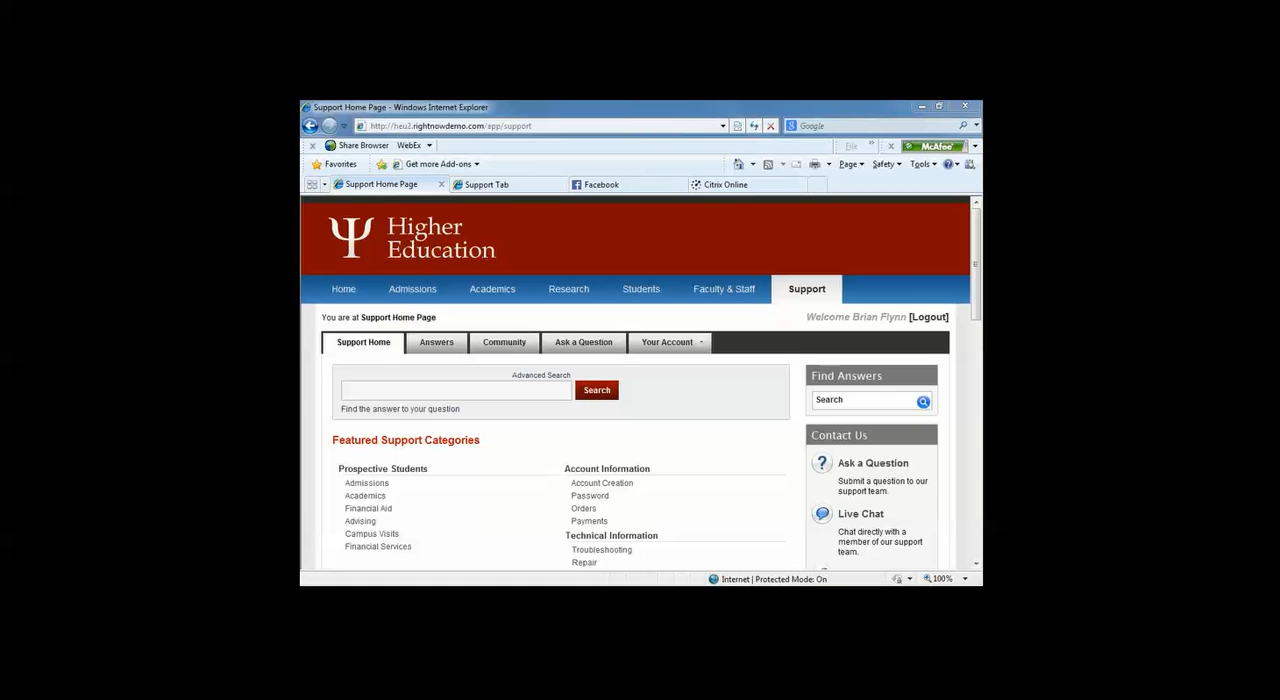 Support Home Page - Windows Internet Explorer
http://heu2.rightnowdemo.com/app/support
Google
Share Browser WebEx
McAfee
Favorites Get more Add-ons
Page Safety Tools
Support Home Page Support Tab Facebook Citrix Online
Higher
Education
Home Admissions Academics Research Students Faculty & Staff Support
You are at Support Home Page
Welcome Brian Flynn [Logout]
Support Home Answers Community Ask a Question Your Account
Advanced Search
Search
Find the answer to your question
Featured Support Categories
Prospective Students
Admissions
Academics
Financial Aid
Advising
Campus Visits
Financial Services
Account Information
Account Creation
Password
Orders
Payments
Technical Information
Troubleshooting
Repair
Find Answers
Search
Contact Us
Ask a Question
Submit a question to our
support team.
Live Chat
Chat directly with a
member of our support
team.
Internet | Protected Mode: On
100%